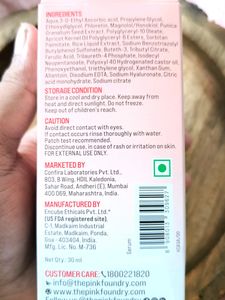 INGREDIENTS
Aqua, 3-O-Ethyl Ascorbic acid, Propylene Glycol,
Ethoxydiglycol, Phloretin, Magnolol/Honokiol, Punica
Granatum Seed Extract, Polyglyceryl-10 Oleate,
Apricot Kernel Oil Polyglyceryl 6 Esters, Sorbitan
Palmitate, Rice Lipid Extract, Sodium Benzotriazolyl
Butylphenol Sulfonate, Buteth-3, Tributyl Citrate,
Ferulic Acid, Tribureth-4 Phosphate, Isodecyl
Neopentanoate, Polyoxyl-40 Hydrogenated castor oil,
Phenoxyethanol, triethylene glycol, Xanthan Gum,
Allantoin, Disodium EDTA, Sodium Hyaluronate, Citric
acid monohydrate, Sodium citrate
STORAGE CONDITION
Store in a cool and dry place. Keep away from
heat and direct sunlight. Do not freeze.
Keep out of children's reach.
CAUTION
Avoid direct contact with eyes.
If contact occurs rinse thoroughly with water.
Patch test recommended.
Discontinue use, in case of rash or irritation on skin.
FOR EXTERNAL USE ONLY.
MARKETED BY
Confira Laboratories Pvt. Ltd.,
803, B Wing, HDIL Kaledonia,
Sahar Road, Andheri (E), Mumbai
400 069, Maharashtra, India.
MANUFACTURED BY
Encube Ethicals Pvt. Ltd.*
(US FDA registered site),
C-1, Madkaim Industrial
Estate, Madkaim, Ponda,
Goa - 403404, India.
Mfg. Lic. No. M-736
Net Qty.: 30 ml
Serum
CUSTOMER CARE: 1800221820
info@thepinkfoundry.com
www.thepinkfoundry.com
@thepinkfoundry